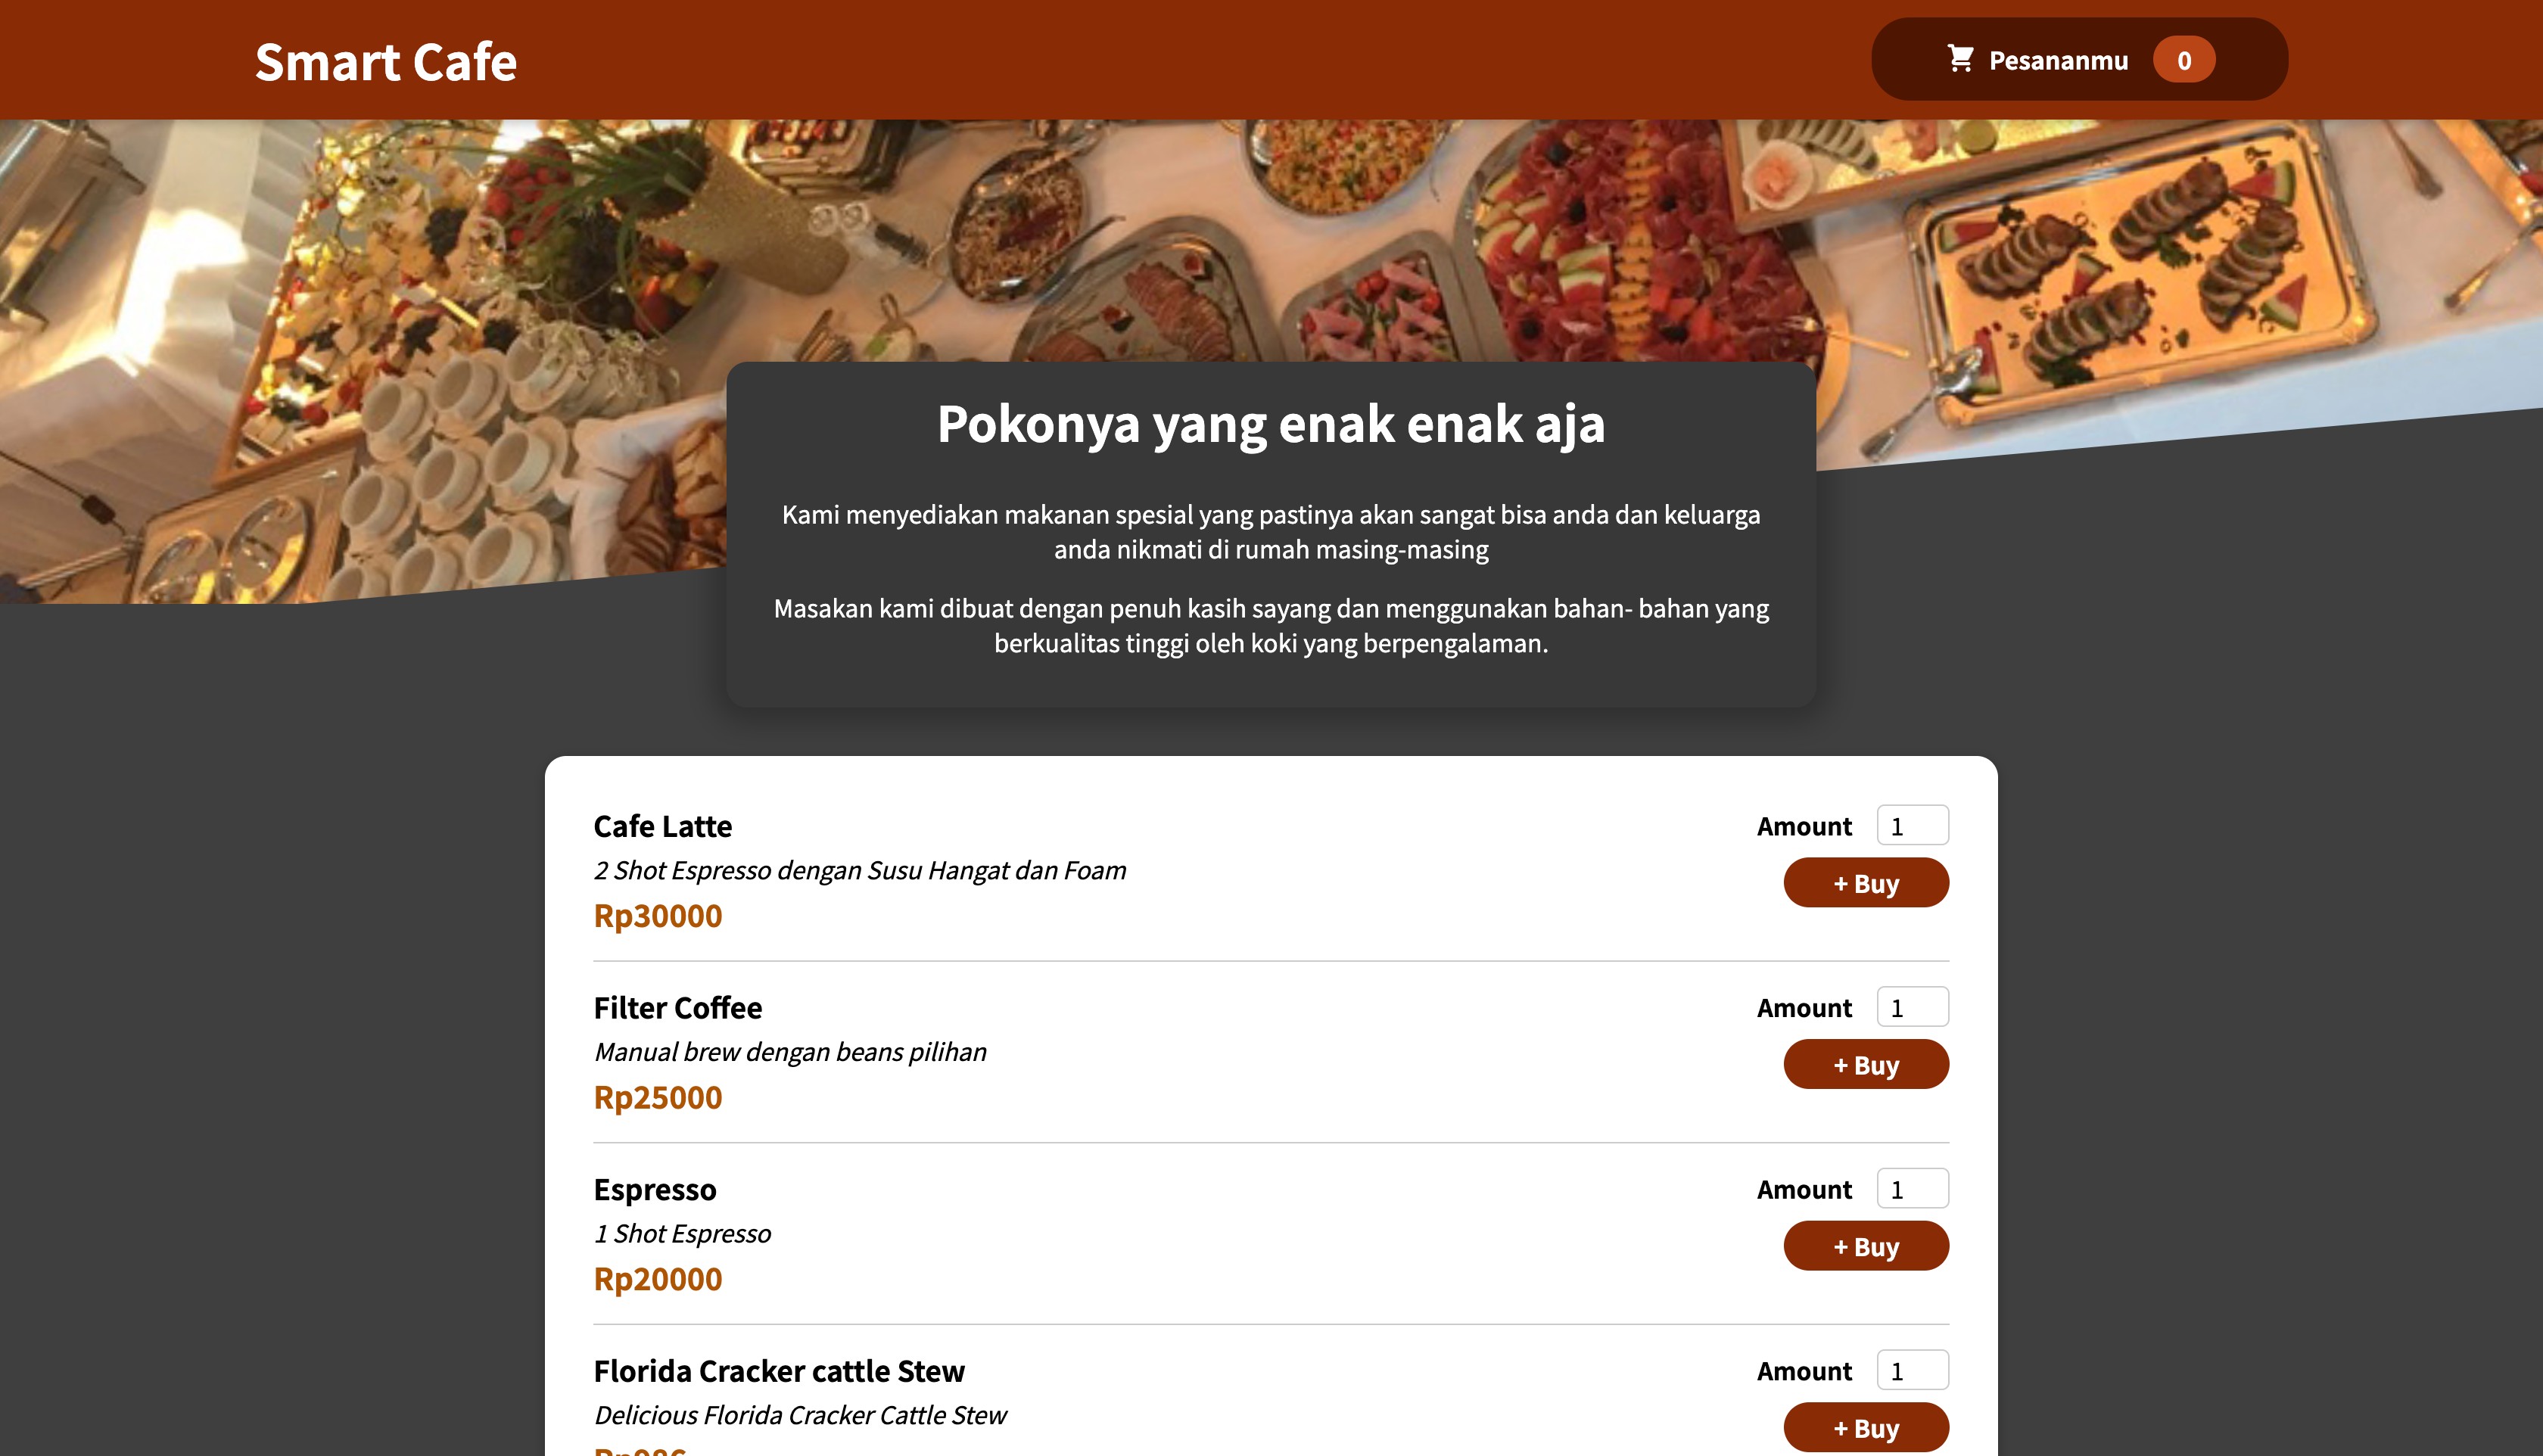 Smart Cafe
Pesananmu 0
Pokonya yang enak enak aja
Kami menyediakan makanan spesial yang pastinya akan sangat bisa anda dan keluarga
anda nikmati di rumah masing-masing
Masakan kami dibuat dengan penuh kasih sayang dan menggunakan bahan- bahan yang
berkualitas tinggi oleh koki yang berpengalaman.
Cafe Latte
Amount 1
2 Shot Espresso dengan Susu Hangat dan Foam
+ Buy
Rp30000
Filter Coffee
Amount 1
Manual brew dengan beans pilihan
+ Buy
Rp25000
Espresso
Amount 1
1 Shot Espresso
+ Buy
Rp20000
Florida Cracker cattle Stew
Amount 1
Delicious Florida Cracker Cattle Stew
+ Buy